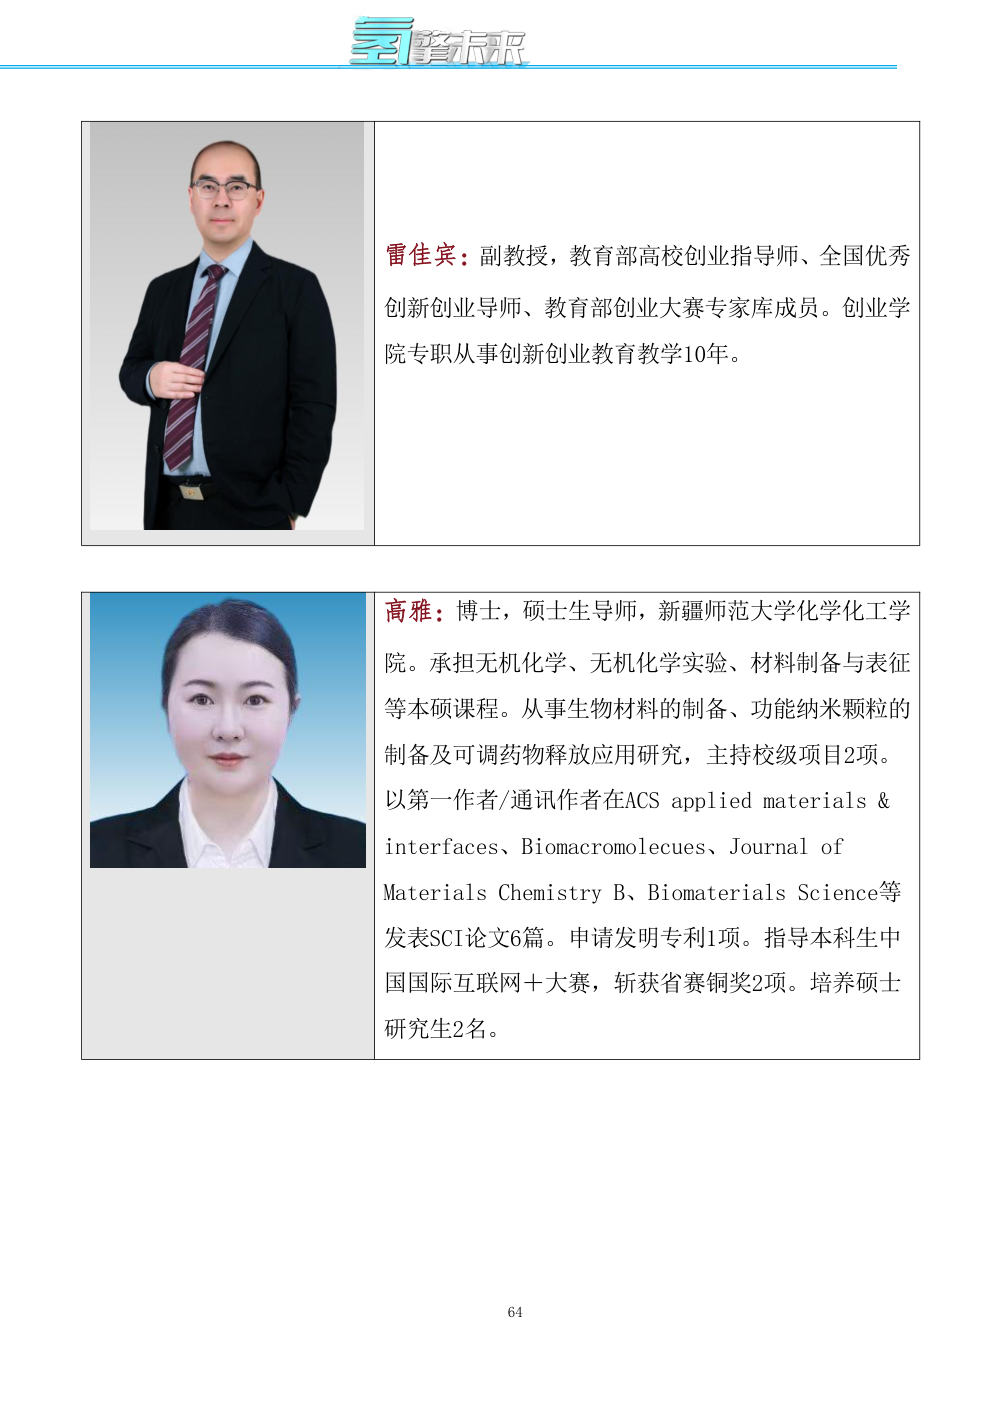 氢擎未来
雷佳宾：副教授，教育部高校创业指导师、全国优秀
创新创业导师、教育部创业大赛专家库成员。创业学
院专职从事创新创业教育教学10年。
高雅：博士，硕士生导师，新疆师范大学化学化工学
院。承担无机化学、无机化学实验、材料制备与表征
等本硕课程。从事生物材料的制备、功能纳米颗粒的
制备及可调药物释放应用研究，主持校级项目2项。
以第一作者/通讯作者在ACS applied materials &
interfaces、Biomacromolecues、Journal of
Materials Chemistry B、Biomaterials Science等
发表SCI论文6篇。申请发明专利1项。指导本科生中
国国际互联网＋大赛，斩获省赛铜奖2项。培养硕士
研究生2名。
64